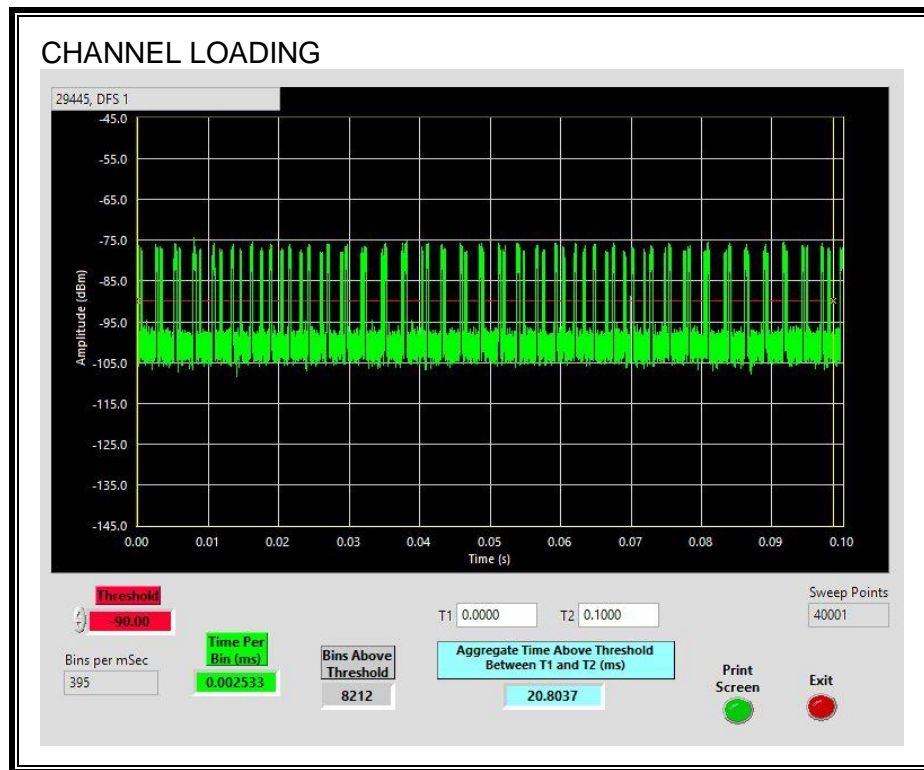 CHANNEL LOADING
29445, DFS 1
-45.0
-55.0
-65.0
-75.0
-85.0
-95.0
-105.0
-115.0
-125.0
-135.0
-145.0
Amplitude (dBm)
0.00 0.01 0.02 0.03 0.04 0.05 0.06 0.07 0.08 0.09 0.10
Time (s)
Threshold
-90.00
Bins per mSec
395
Time Per
Bin (ms)
0.002533
Bins Above
Threshold
8212
T1 0.0000 T2 0.1000
Aggregate Time Above Threshold
Between T1 and T2 (ms)
20.8037
Sweep Points
40001
Print
Screen
Exit